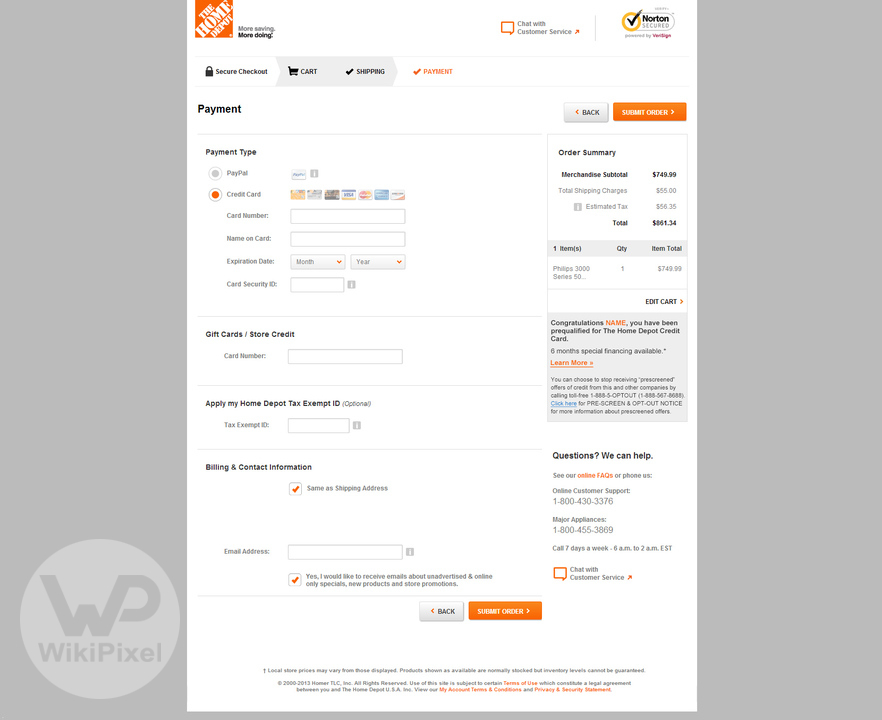 THE HOME DEPOT
More saving.
More doing.
Chat with
Customer Service
Norton
SECURED
powered by VeriSign
Secure Checkout
CART
SHIPPING
PAYMENT
Payment
BACK
SUBMIT ORDER
Payment Type
PayPal
PayPal
Credit Card
VISA
Card Number:
Name on Card:
Expiration Date:
Month
Year
Card Security ID:
Gift Cards / Store Credit
Card Number:
Apply my Home Depot Tax Exempt ID (Optional)
Tax Exempt ID:
Billing & Contact Information
Same as Shipping Address
Email Address:
Yes, I would like to receive emails about unadvertised & online
only specials, new products and store promotions.
BACK
SUBMIT ORDER
Order Summary
Merchandise Subtotal $749.99
Total Shipping Charges $55.00
Estimated Tax $56.35
Total $861.34
1 Item(s) Qty Item Total
Philips 3000 1 $749.99
Series 50...
EDIT CART
Congratulations NAME, you have been
prequalified for The Home Depot Credit
Card.
6 months special financing available.*
Learn More »
You can choose to stop receiving "prescreened"
offers of credit from this and other companies by
calling toll-free 1-888-5-OPTOUT (1-888-567-8688).
Click here for PRE-SCREEN & OPT-OUT NOTICE
for more information about prescreened offers.
Questions? We can help.
See our online FAQs or phone us:
Online Customer Support:
1-800-430-3376
Major Appliances:
1-800-455-3869
Call 7 days a week - 6 a.m. to 2 a.m. EST
Chat with
Customer Service
WP
WikiPixel
† Local store prices may vary from those displayed. Products shown as available are normally stocked but inventory levels cannot be guaranteed.
© 2000-2013 Homer TLC, Inc. All Rights Reserved. Use of this site is subject to certain Terms of Use which constitute a legal agreement
between you and The Home Depot U.S.A. Inc. View our My Account Terms & Conditions and Privacy & Security Statement.